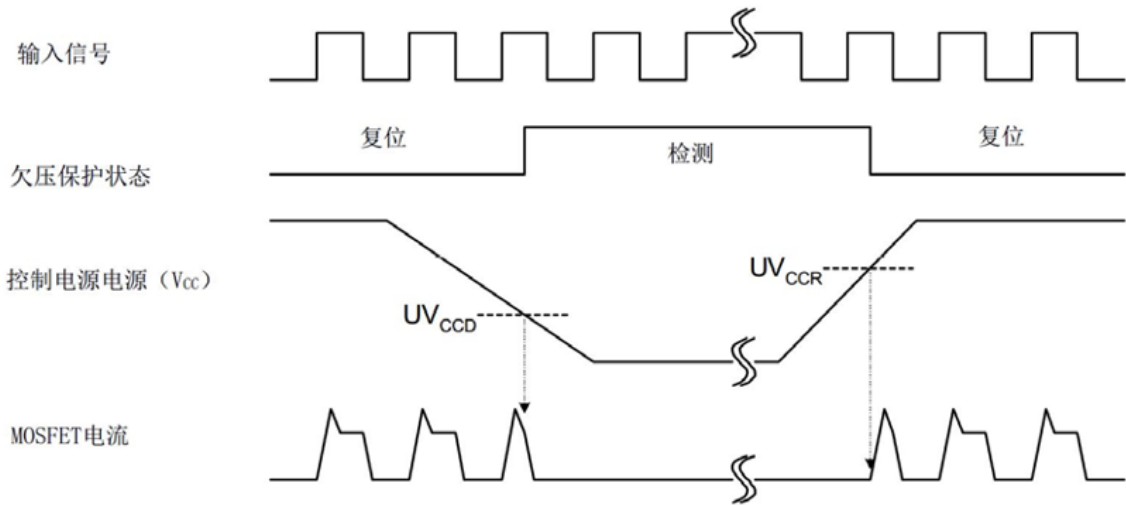 输入信号
复位
检测
复位
欠压保护状态
控制电源电源（Vcc）
UVCCR
UVCCD
MOSFET电流